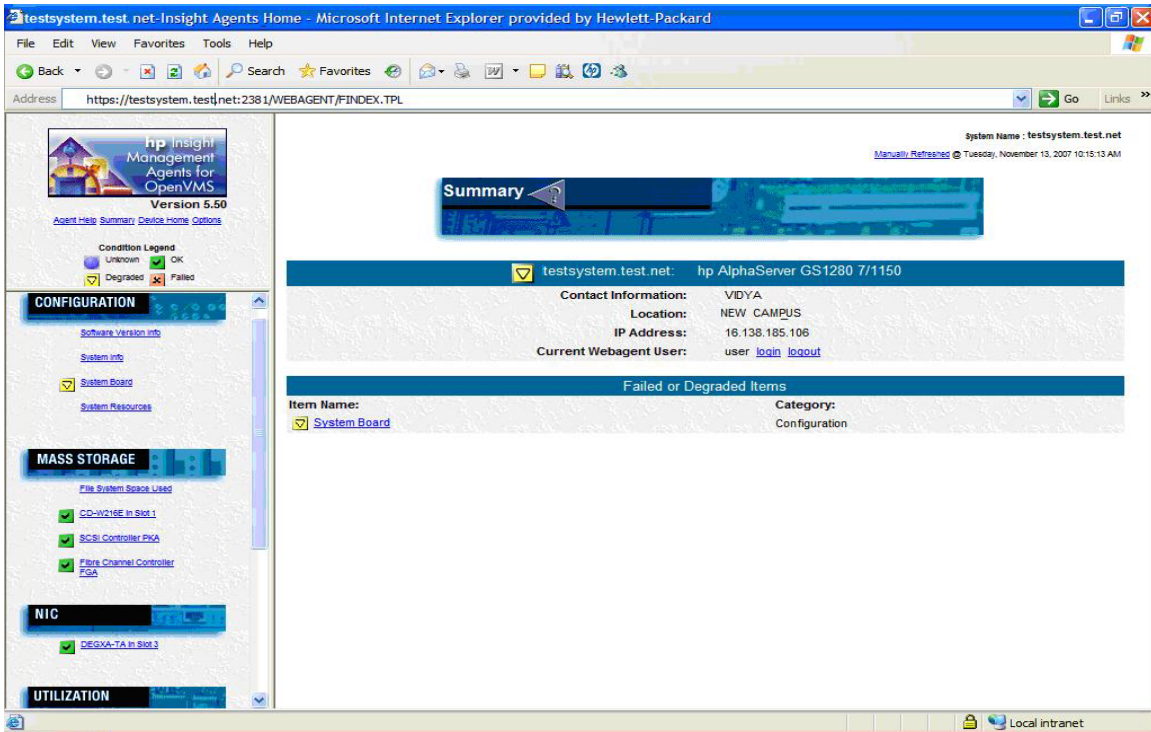 testsystem.test. net-Insight Agents Home - Microsoft Internet Explorer provided by Hewlett-Packard
File Edit View Favorites Tools Help
Back Search Favorites
Address https://testsystem.test.net:2381/WEBAGENT/FINDEX.TPL Go Links »
hp Insight
Management
Agents for
OpenVMS
Version 5.50
Agent Help Summary Device Home Options
Condition Legend
Unknown OK
Degraded Failed
CONFIGURATION
Software Version Info
System Info
System Board
System Resources
MASS STORAGE
File System Space Used
CD-W216E in Slot 1
SCSI Controller PKA
Fibre Channel Controller
FGA
NIC
DEGXA-TA in Slot 3
UTILIZATION
System Name : testsystem.test.net
Manually Refreshed @ Tuesday, November 13, 2007 10:15:13 AM
Summary
testsystem.test.net: hp AlphaServer GS1280 7/1150
Contact Information: VIDYA
Location: NEW CAMPUS
IP Address: 16.138.185.106
Current Webagent User: user login logout
Failed or Degraded Items
Item Name: Category:
System Board Configuration
Local intranet